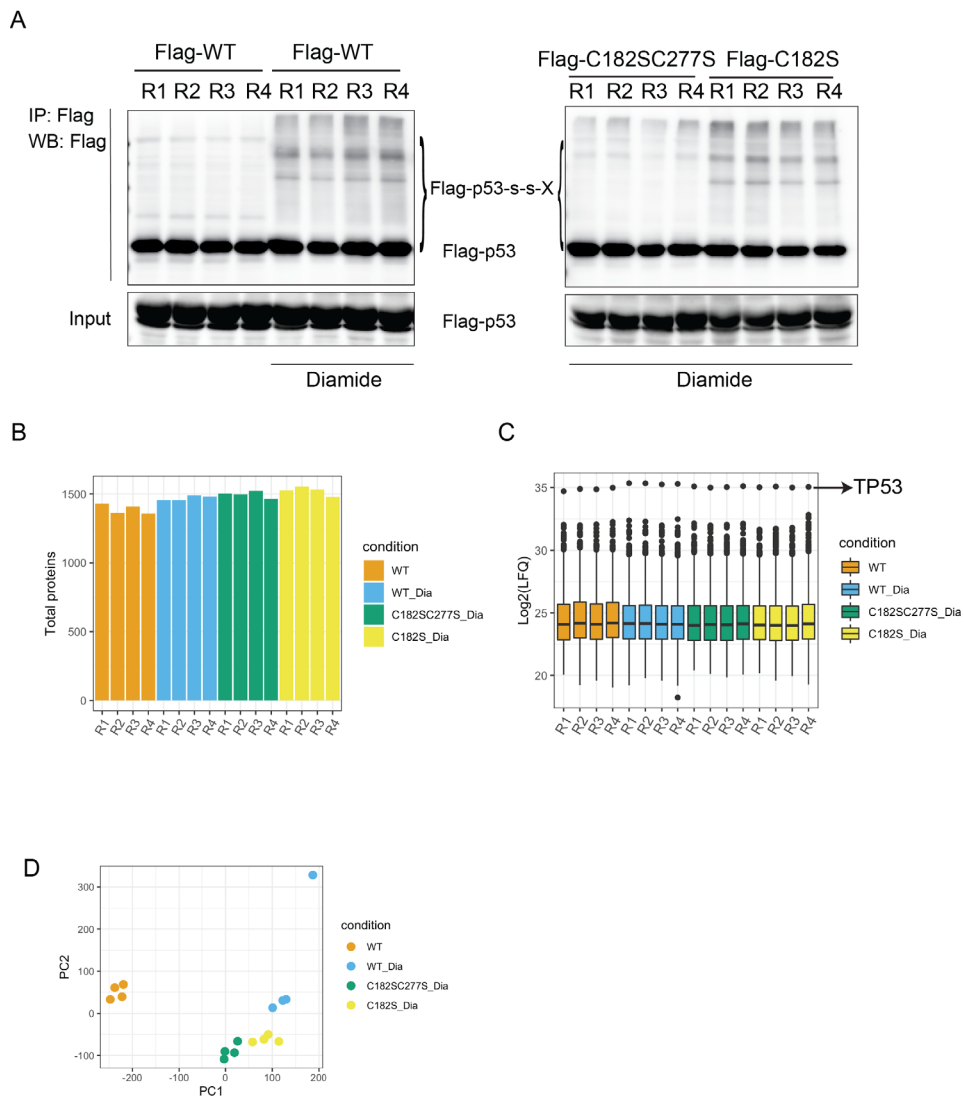 A
Flag-WT Flag-WT
R1 R2 R3 R4 R1 R2 R3 R4
IP: Flag
WB: Flag
Flag-C182SC277S Flag-C182S
R1 R2 R3 R4 R1 R2 R3 R4
Flag-p53-s-s-X
Flag-p53
Input
Flag-p53
Diamide
Diamide
B
Total proteins
1500
1000
500
0
R1 R2 R3 R4 R1 R2 R3 R4 R1 R2 R3 R4 R1 R2 R3 R4
condition
WT
WT_Dia
C182SC277S_Dia
C182S_Dia
C
Log2(LFQ)
35
30
25
20
R1 R2 R3 R4 R1 R2 R3 R4 R1 R2 R3 R4 R1 R2 R3 R4
TP53
condition
WT
WT_Dia
C182SC277S_Dia
C182S_Dia
D
PC2
300
200
100
0
-100
-200 -100 0 100 200
PC1
condition
WT
WT_Dia
C182SC277S_Dia
C182S_Dia